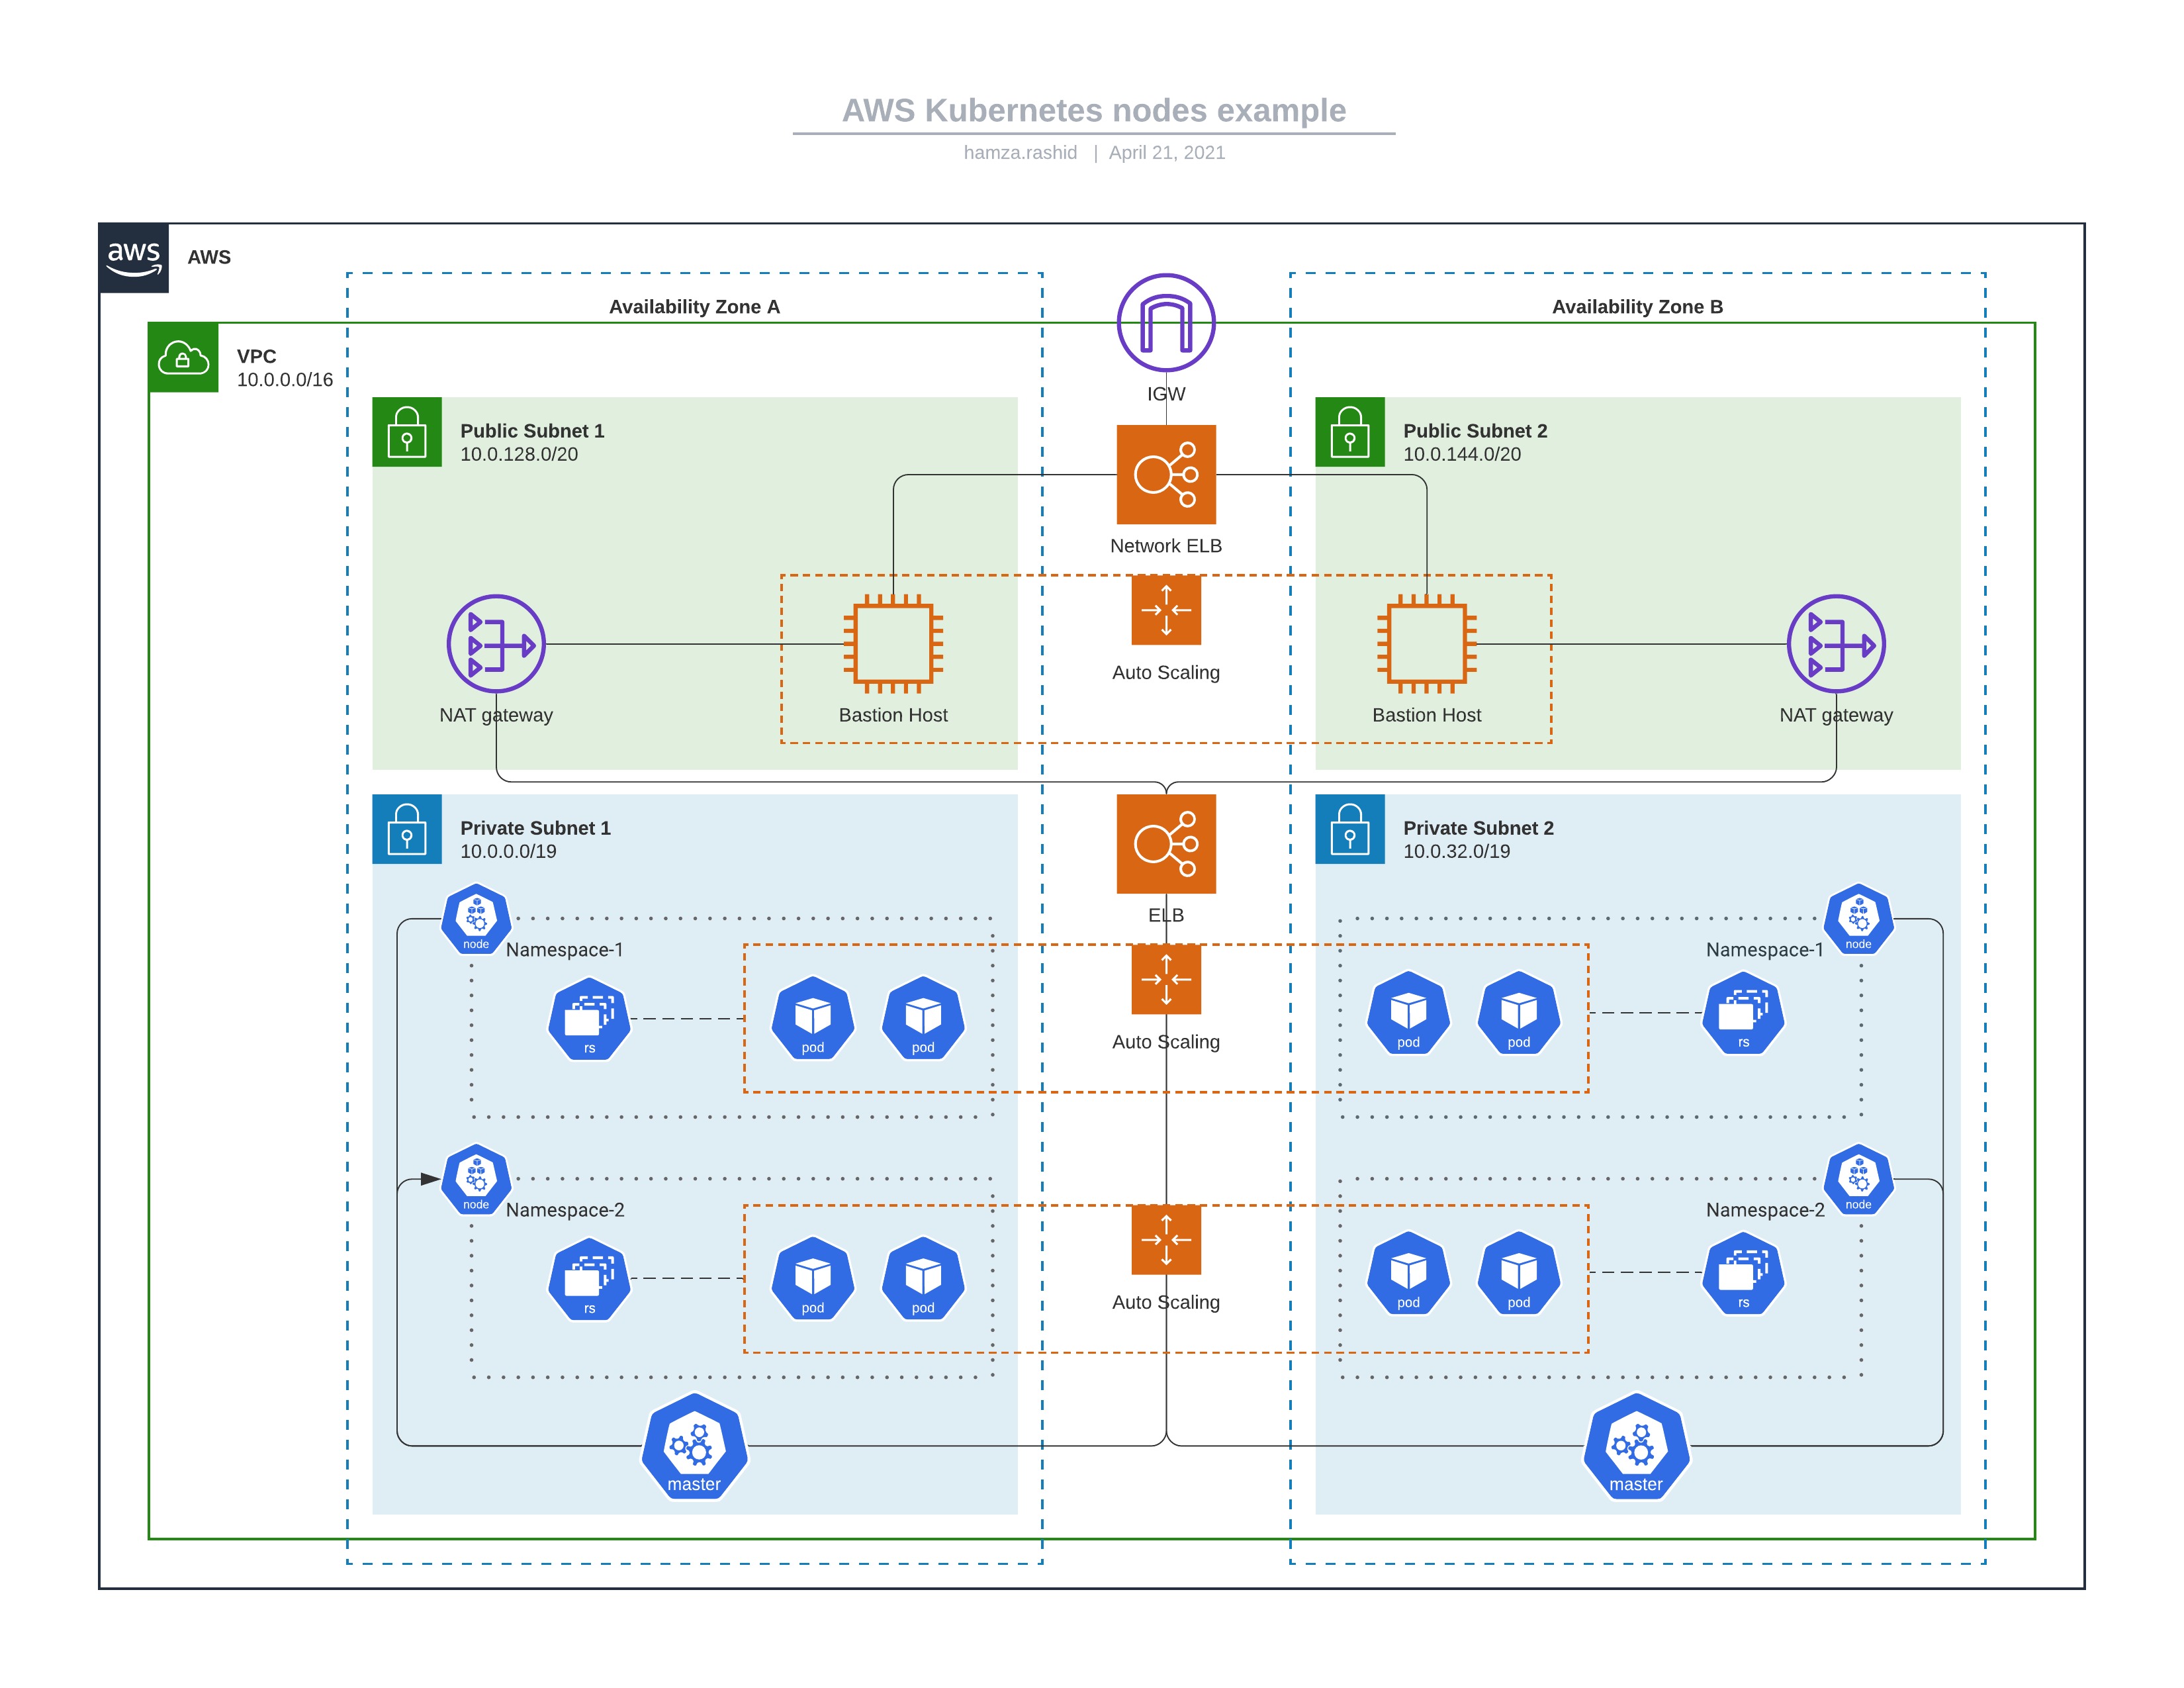 AWS Kubernetes nodes example
hamza.rashid | April 21, 2021
aws
AWS
Availability Zone A
Availability Zone B
VPC
10.0.0.0/16
IGW
Public Subnet 1
10.0.128.0/20
Public Subnet 2
10.0.144.0/20
Network ELB
Auto Scaling
NAT gateway
Bastion Host
Bastion Host
NAT gateway
Private Subnet 1
10.0.0.0/19
Private Subnet 2
10.0.32.0/19
ELB
node
Namespace-1
node
Namespace-1
rs
pod
pod
Auto Scaling
pod
pod
rs
node
Namespace-2
node
Namespace-2
rs
pod
pod
Auto Scaling
pod
pod
rs
master
master